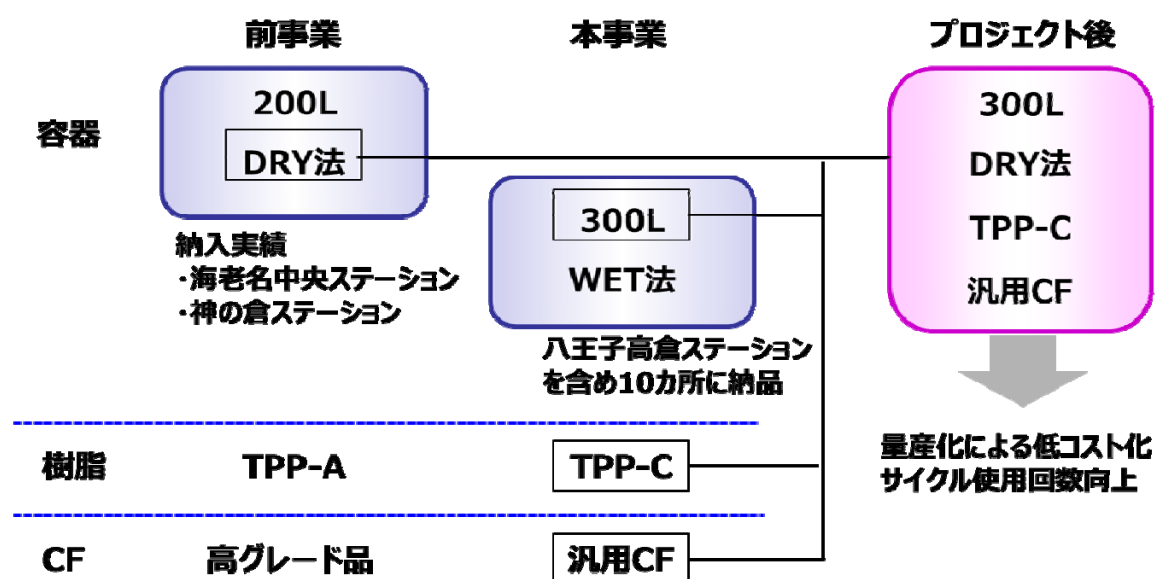 前事業
本事業
プロジェクト後
容器
200L
DRY法
納入実績
・海老名中央ステーション
・神の倉ステーション
300L
WET法
八王子高倉ステーション
を含め10カ所に納品
300L
DRY法
TPP-C
汎用CF
量産化による低コスト化
サイクル使用回数向上
樹脂
TPP-A
TPP-C
CF
高グレード品
汎用CF